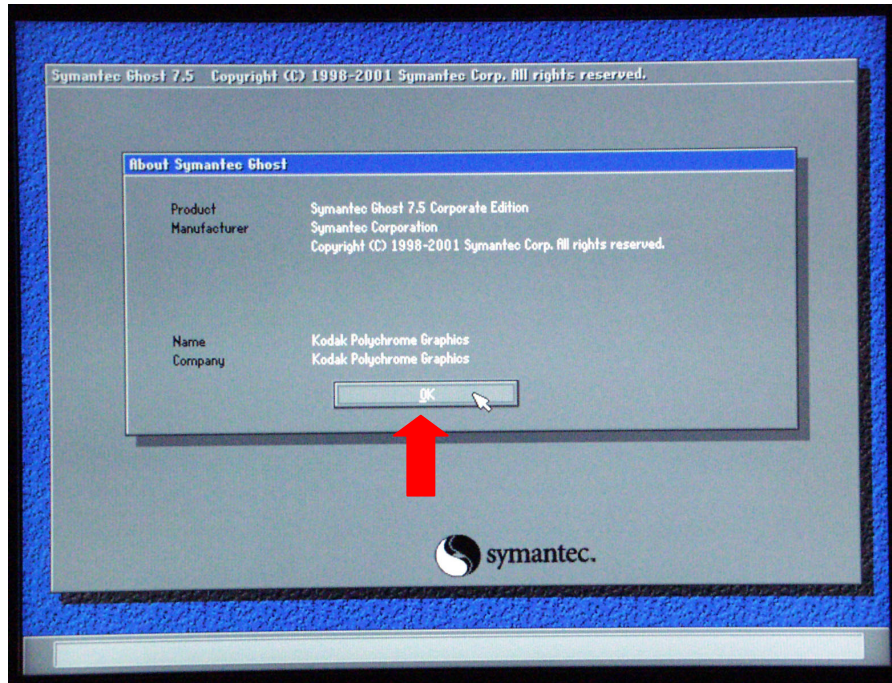 Symantec Ghost 7.5 Copyright (C) 1998-2001 Symantec Corp. All rights reserved.
About Symantec Ghost
Product Symantec Ghost 7.5 Corporate Edition
Manufacturer Symantec Corporation
Copyright (C) 1998-2001 Symantec Corp. All rights reserved.
Name Kodak Polychrome Graphics
Company Kodak Polychrome Graphics
OK
symantec.